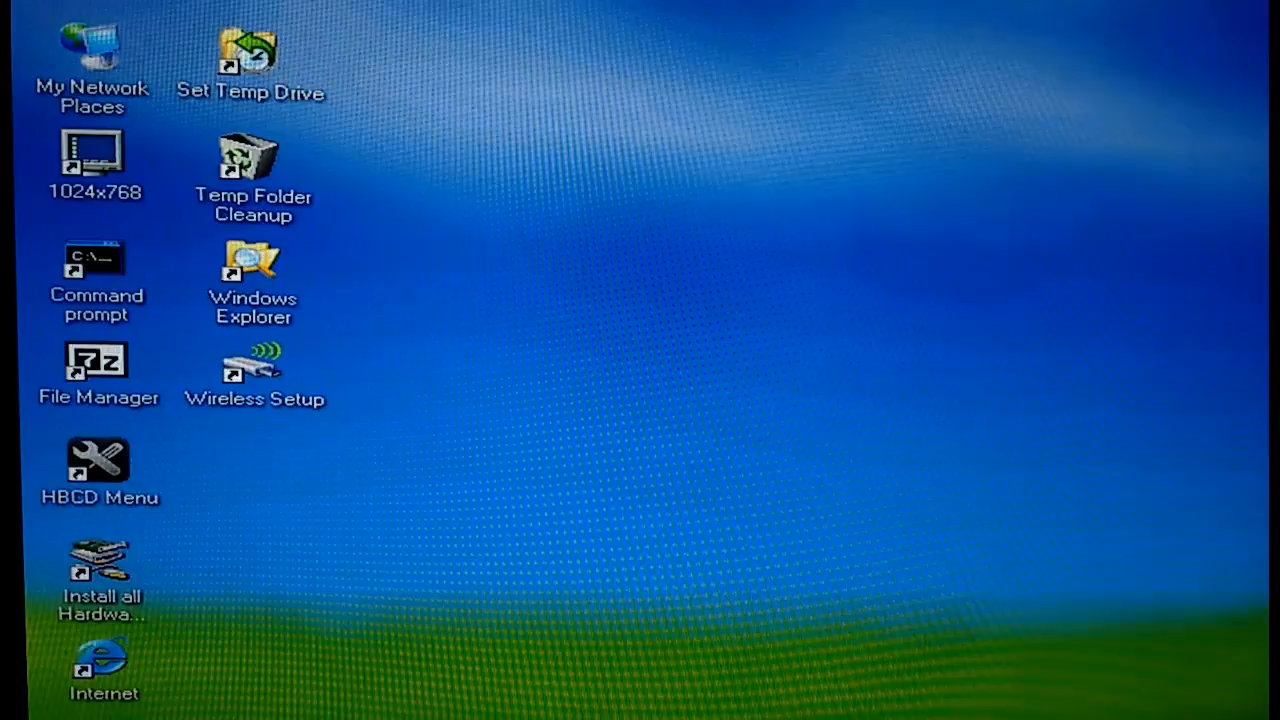 My Network
Places
Set Temp Drive
1024x768
Temp Folder
Cleanup
C:\_
Command
prompt
Windows
Explorer
7z
File Manager
Wireless Setup
HBCD Menu
Install all
Hardwa...
Internet